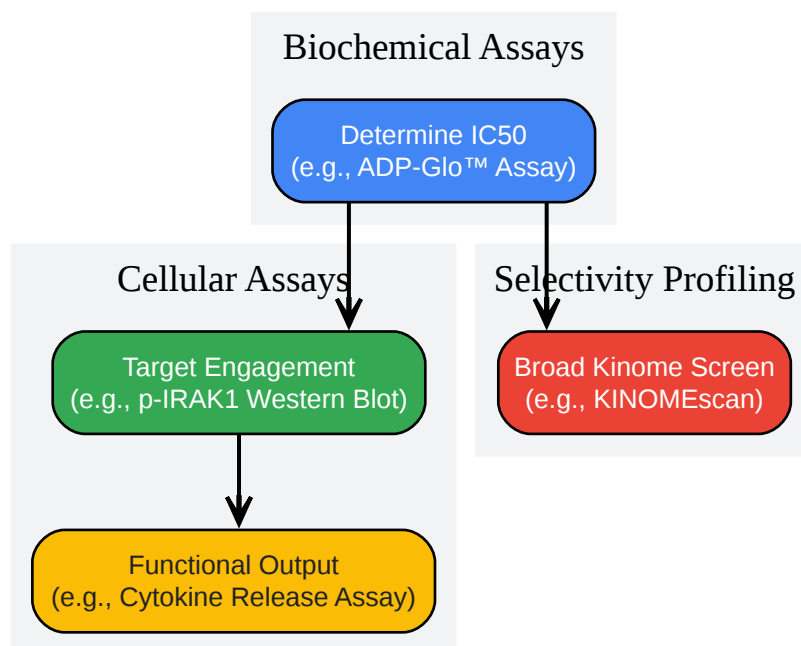 Biochemical Assays
Determine IC50
(e.g., ADP-Glo™ Assay)
Cellular Assays
Target Engagement
(e.g., p-IRAK1 Western Blot)
Functional Output
(e.g., Cytokine Release Assay)
Selectivity Profiling
Broad Kinome Screen
(e.g., KINOMEscan)